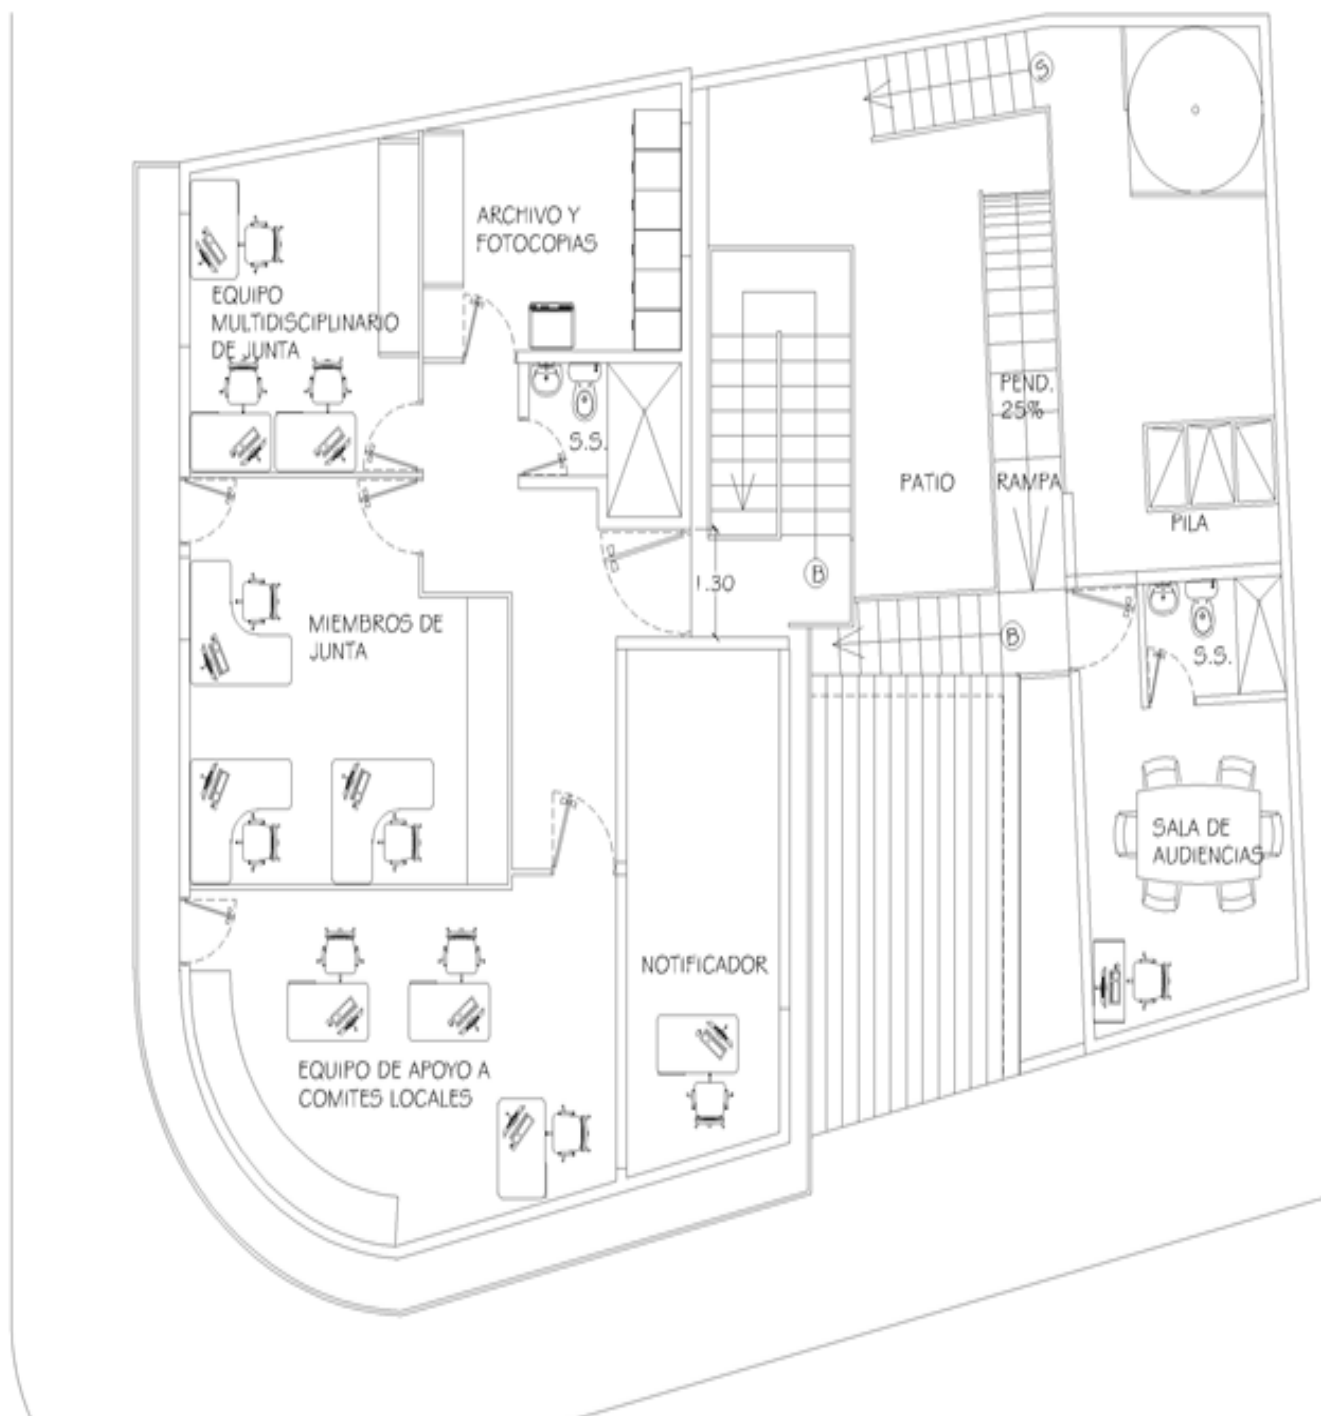 S
ARCHIVO Y
FOTOCOPIAS
EQUIPO
MULTIDISCIPLINARIO
DE JUNTA
PEND.
25%
S.S.
PATIO
RAMPA
PILA
1.30
B
MIEMBROS DE
JUNTA
B
S.S.
SALA DE
AUDIENCIAS
NOTIFICADOR
EQUIPO DE APOYO A
COMITES LOCALES